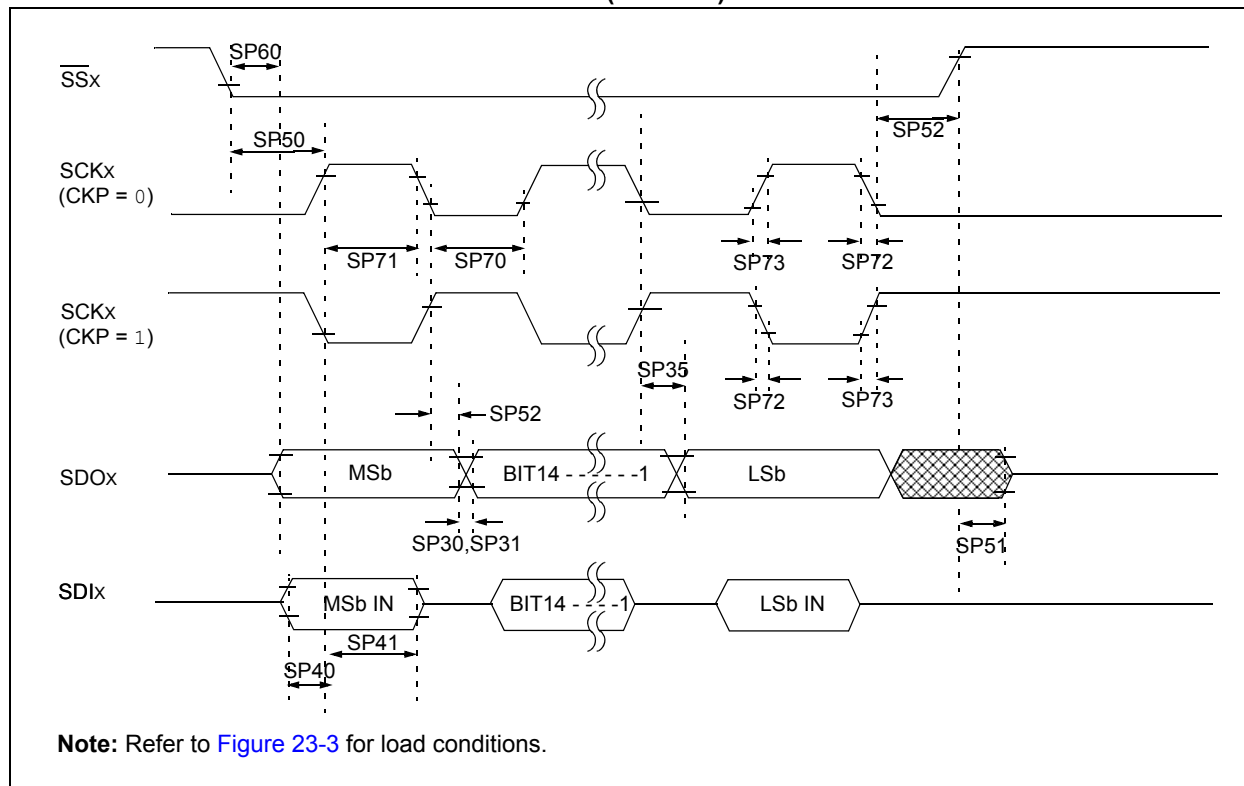 SP60
SSx
SP50
SP52
SCKx
(CKP = 0)
SP71 SP70 SP73 SP72
SCKx
(CKP = 1)
SP35
SP72 SP73
SP52
SDOx MSb BIT14 - - - - - -1 LSb
SP30,SP31 SP51
SDIx MSb IN BIT14 - - - -1 LSb IN
SP41
SP40
Note: Refer to Figure 23-3 for load conditions.